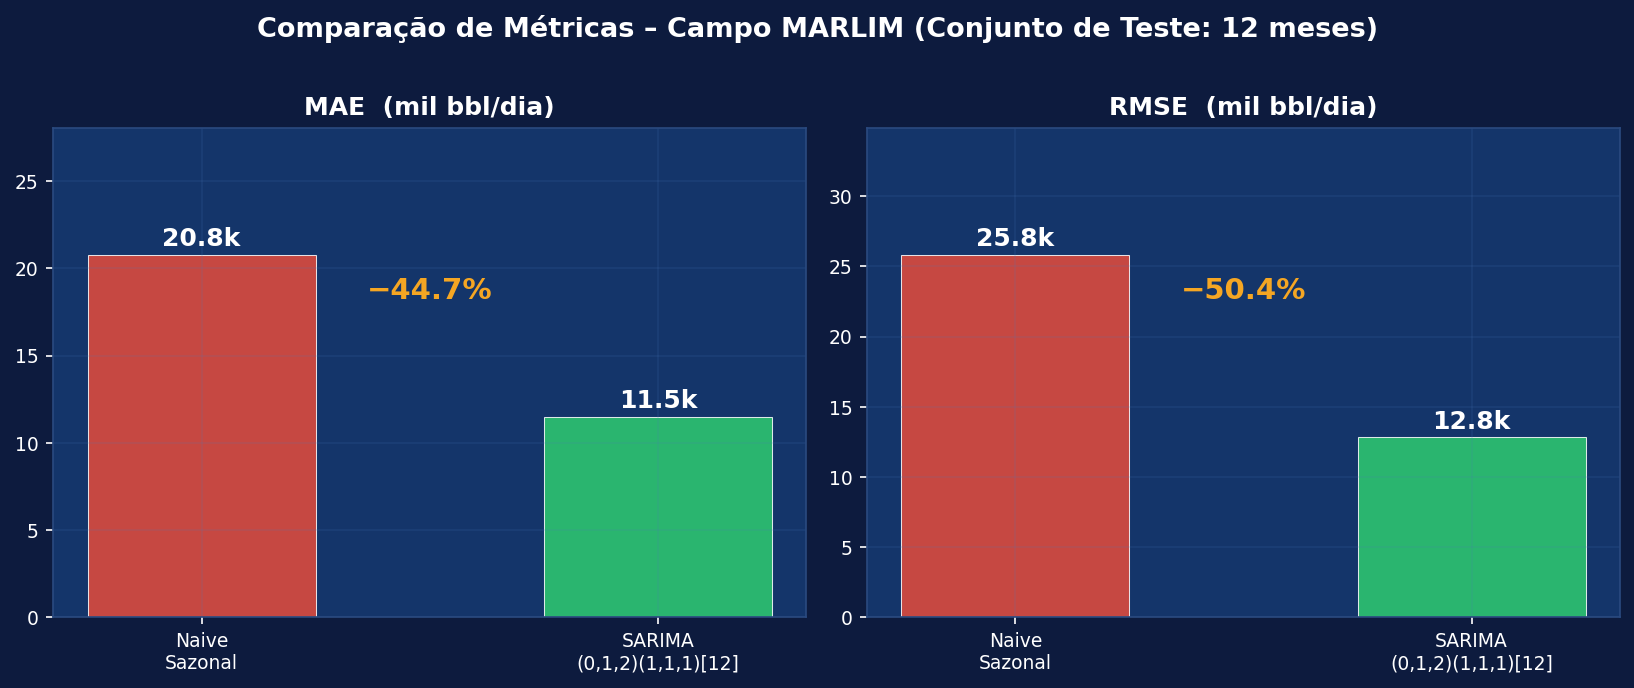 Comparação de Métricas – Campo MARLIM (Conjunto de Teste: 12 meses)
MAE  (mil bbl/dia)
25
20
15
10
5
0
20.8k
−44.7%
11.5k
Naive
Sazonal
SARIMA
(0,1,2)(1,1,1)[12]
RMSE  (mil bbl/dia)
30
25
20
15
10
5
0
25.8k
−50.4%
12.8k
Naive
Sazonal
SARIMA
(0,1,2)(1,1,1)[12]